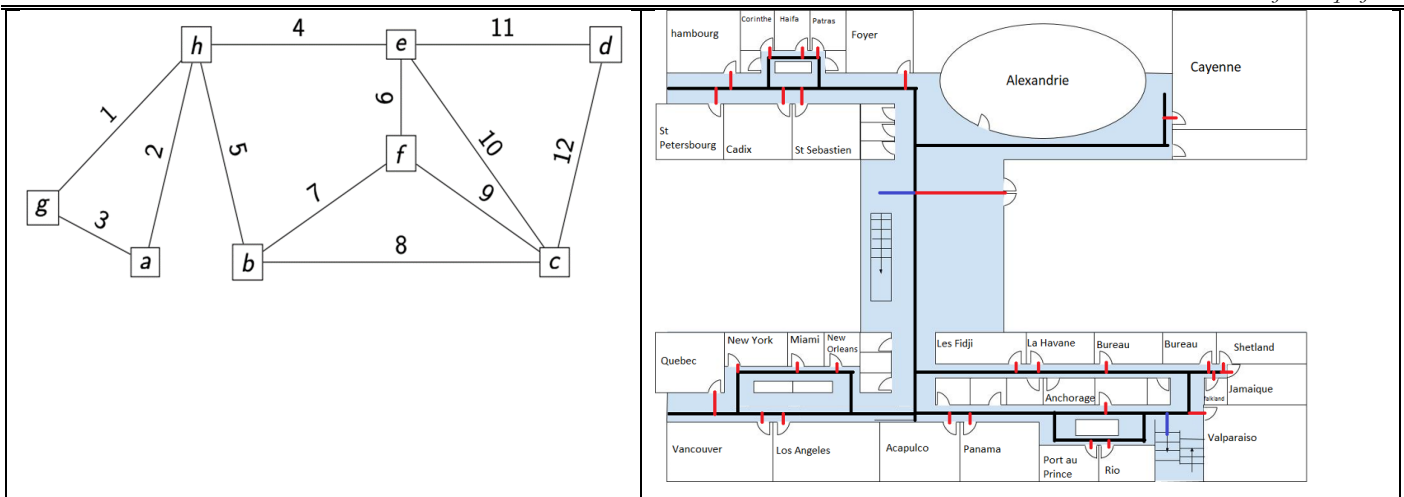 4
11
h
e
d
1
2
5
6
10
12
f
g
3
7
9
8
a
b
c
hambourg
Corinthe
Haifa
Patras
Foyer
Alexandrie
Cayenne
St
Petersbourg
Cadix
St Sebastien
Quebec
New York
Miami
New
Orleans
Les Fidji
La Havane
Bureau
Bureau
Shetland
Anchorage
falkland
Jamaique
Vancouver
Los Angeles
Acapulco
Panama
Port au
Prince
Rio
Valparaiso